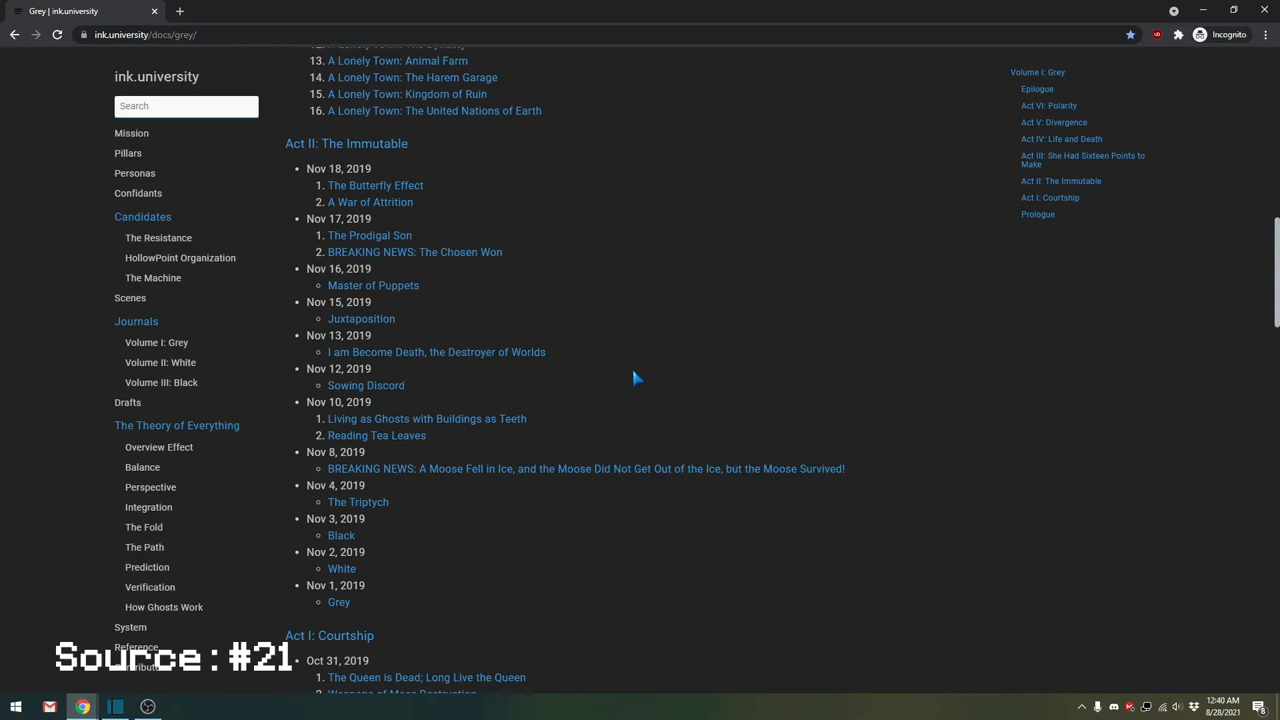 Grey | ink.university
ink.university/docs/grey/
Incognito
ink.university
Search
Mission
Pillars
Personas
Confidants
Candidates
The Resistance
HollowPoint Organization
The Machine
Scenes
Journals
Volume I: Grey
Volume II: White
Volume III: Black
Drafts
The Theory of Everything
Overview Effect
Balance
Perspective
Integration
The Fold
The Path
Prediction
Verification
How Ghosts Work
System
Reference
13. A Lonely Town: Animal Farm
14. A Lonely Town: The Harem Garage
15. A Lonely Town: Kingdom of Ruin
16. A Lonely Town: The United Nations of Earth
Act II: The Immutable
Nov 18, 2019
1. The Butterfly Effect
2. A War of Attrition
Nov 17, 2019
1. The Prodigal Son
2. BREAKING NEWS: The Chosen Won
Nov 16, 2019
Master of Puppets
Nov 15, 2019
Juxtaposition
Nov 13, 2019
I am Become Death, the Destroyer of Worlds
Nov 12, 2019
Sowing Discord
Nov 10, 2019
1. Living as Ghosts with Buildings as Teeth
2. Reading Tea Leaves
Nov 8, 2019
BREAKING NEWS: A Moose Fell in Ice, and the Moose Did Not Get Out of the Ice, but the Moose Survived!
Nov 4, 2019
The Triptych
Nov 3, 2019
Black
Nov 2, 2019
White
Nov 1, 2019
Grey
Act I: Courtship
Oct 31, 2019
1. The Queen is Dead; Long Live the Queen
Volume I: Grey
Epilogue
Act VI: Polarity
Act V: Divergence
Act IV: Life and Death
Act III: She Had Sixteen Points to
Make
Act II: The Immutable
Act I: Courtship
Prologue
Source:#21
12:40 AM
8/28/2021